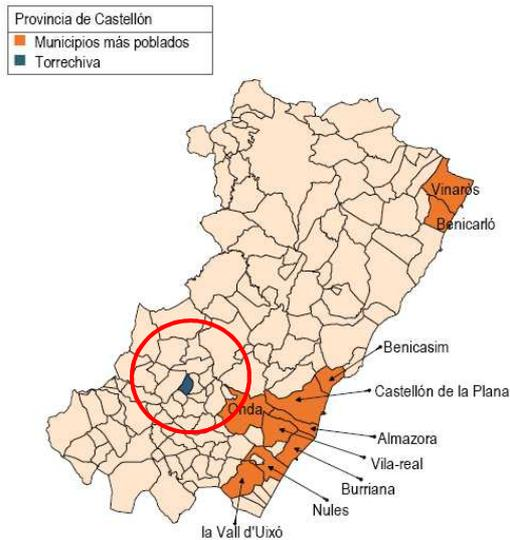 Provincia de Castellón
Municipios más poblados
Torrechiva
Vinarós
Benicarló
Benicasim
Castellón de la Plana
Onda
Almazora
Vila-real
Burriana
Nules
la Vall d'Uixó